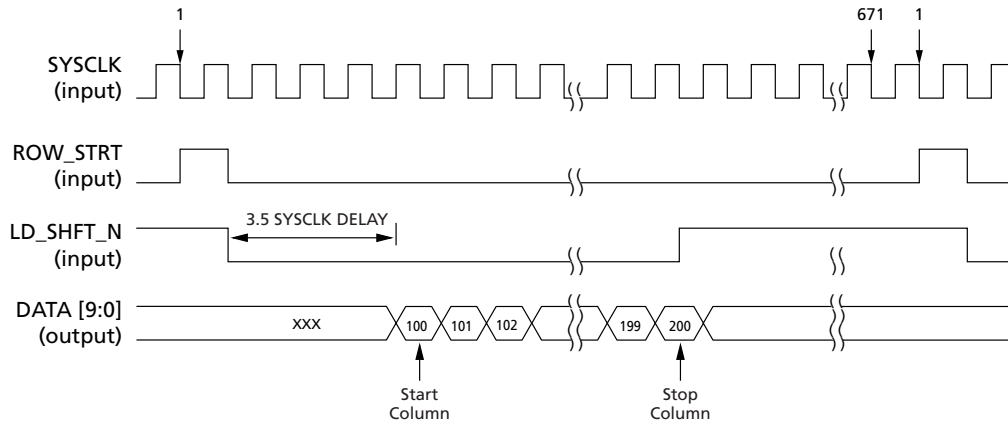 1 671 1
SYSCLK
(input)
ROW_STRT
(input)
LD_SHFT_N
(input)
3.5 SYSCLK DELAY
DATA [9:0]
(output)
XXX 100 101 102 199 200
Start
Column
Stop
Column